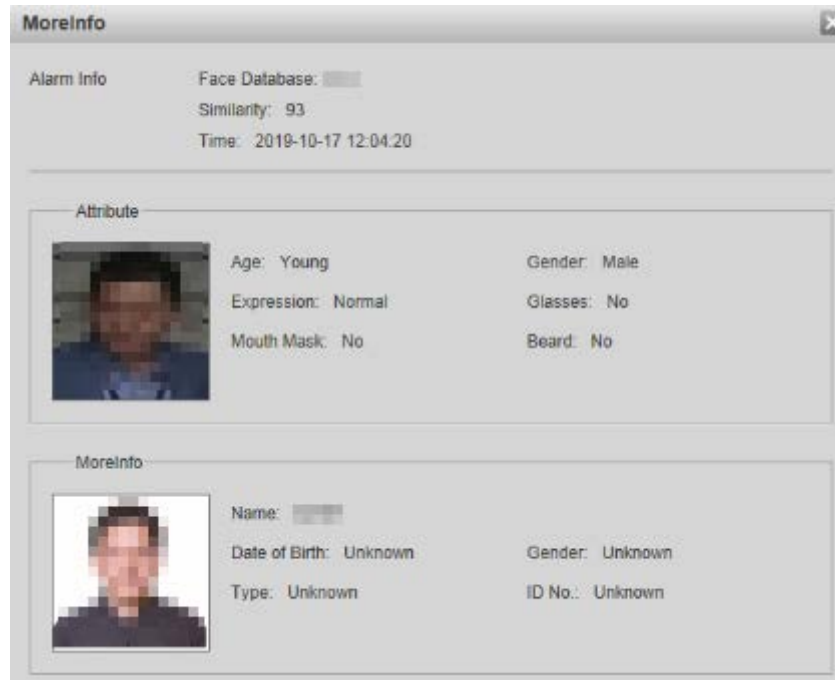 MoreInfo
Alarm Info Face Database:
Similarity: 93
Time: 2019-10-17 12:04:20
Attribute
Age: Young Gender: Male
Expression: Normal Glasses: No
Mouth Mask: No Beard: No
MoreInfo
Name:
Date of Birth: Unknown Gender: Unknown
Type: Unknown ID No.: Unknown